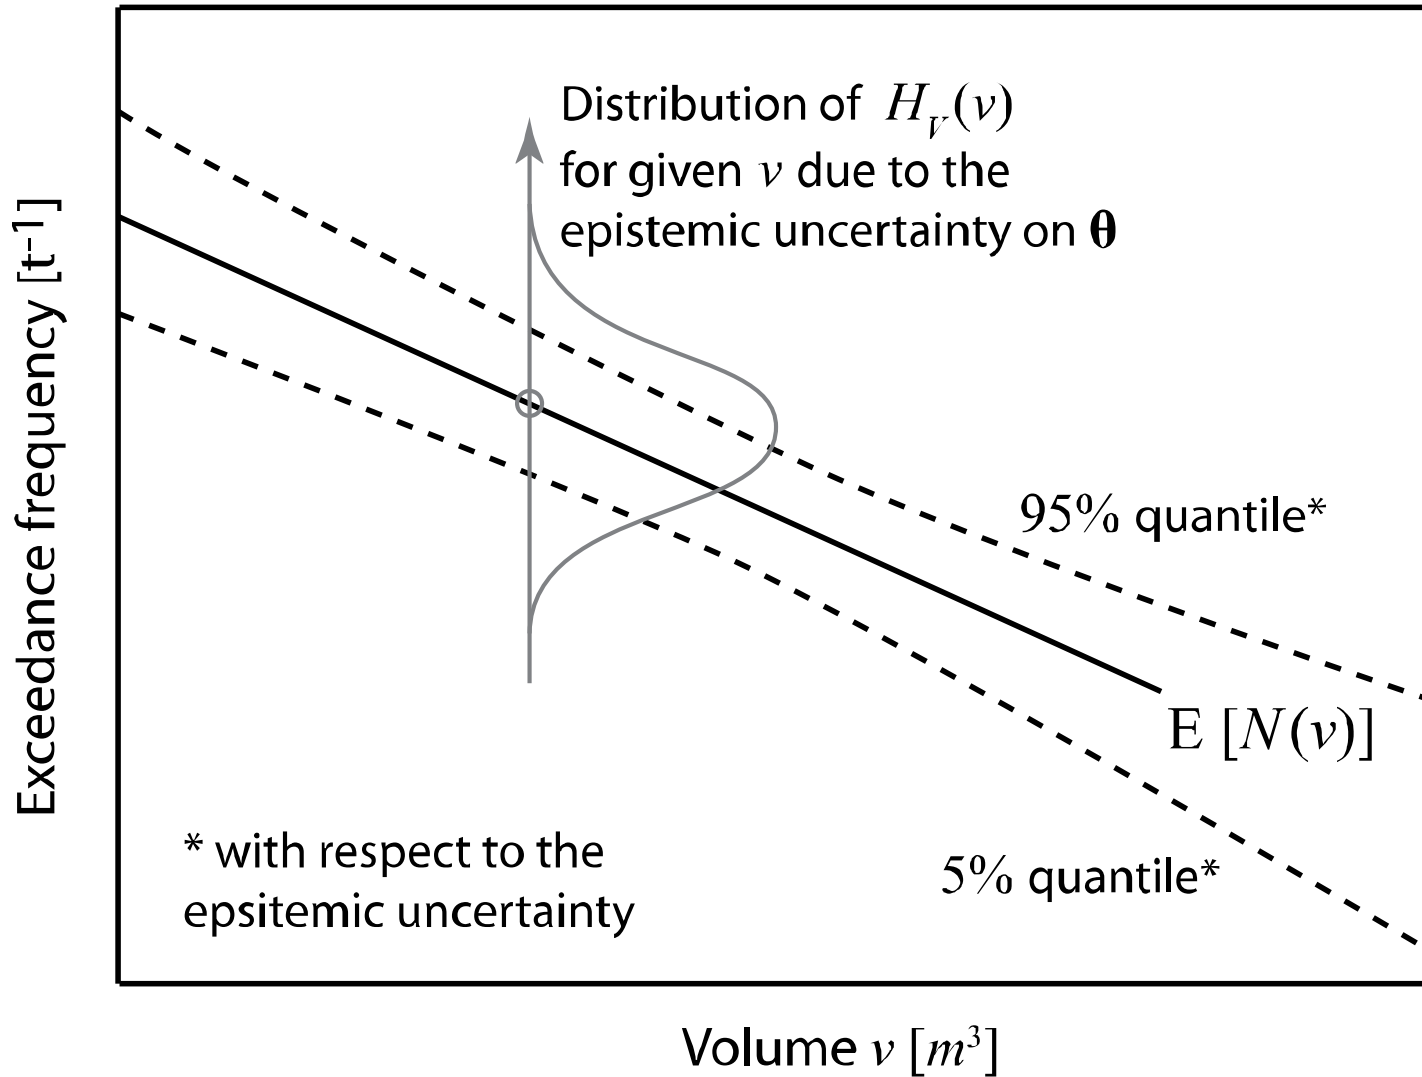 Distribution of H_V(v)
for given v due to the
epistemic uncertainty on θ
Exceedance frequency [t⁻¹]
95% quantile*
E [N(v)]
5% quantile*
* with respect to the
epsitemic uncertainty
Volume v [m³]